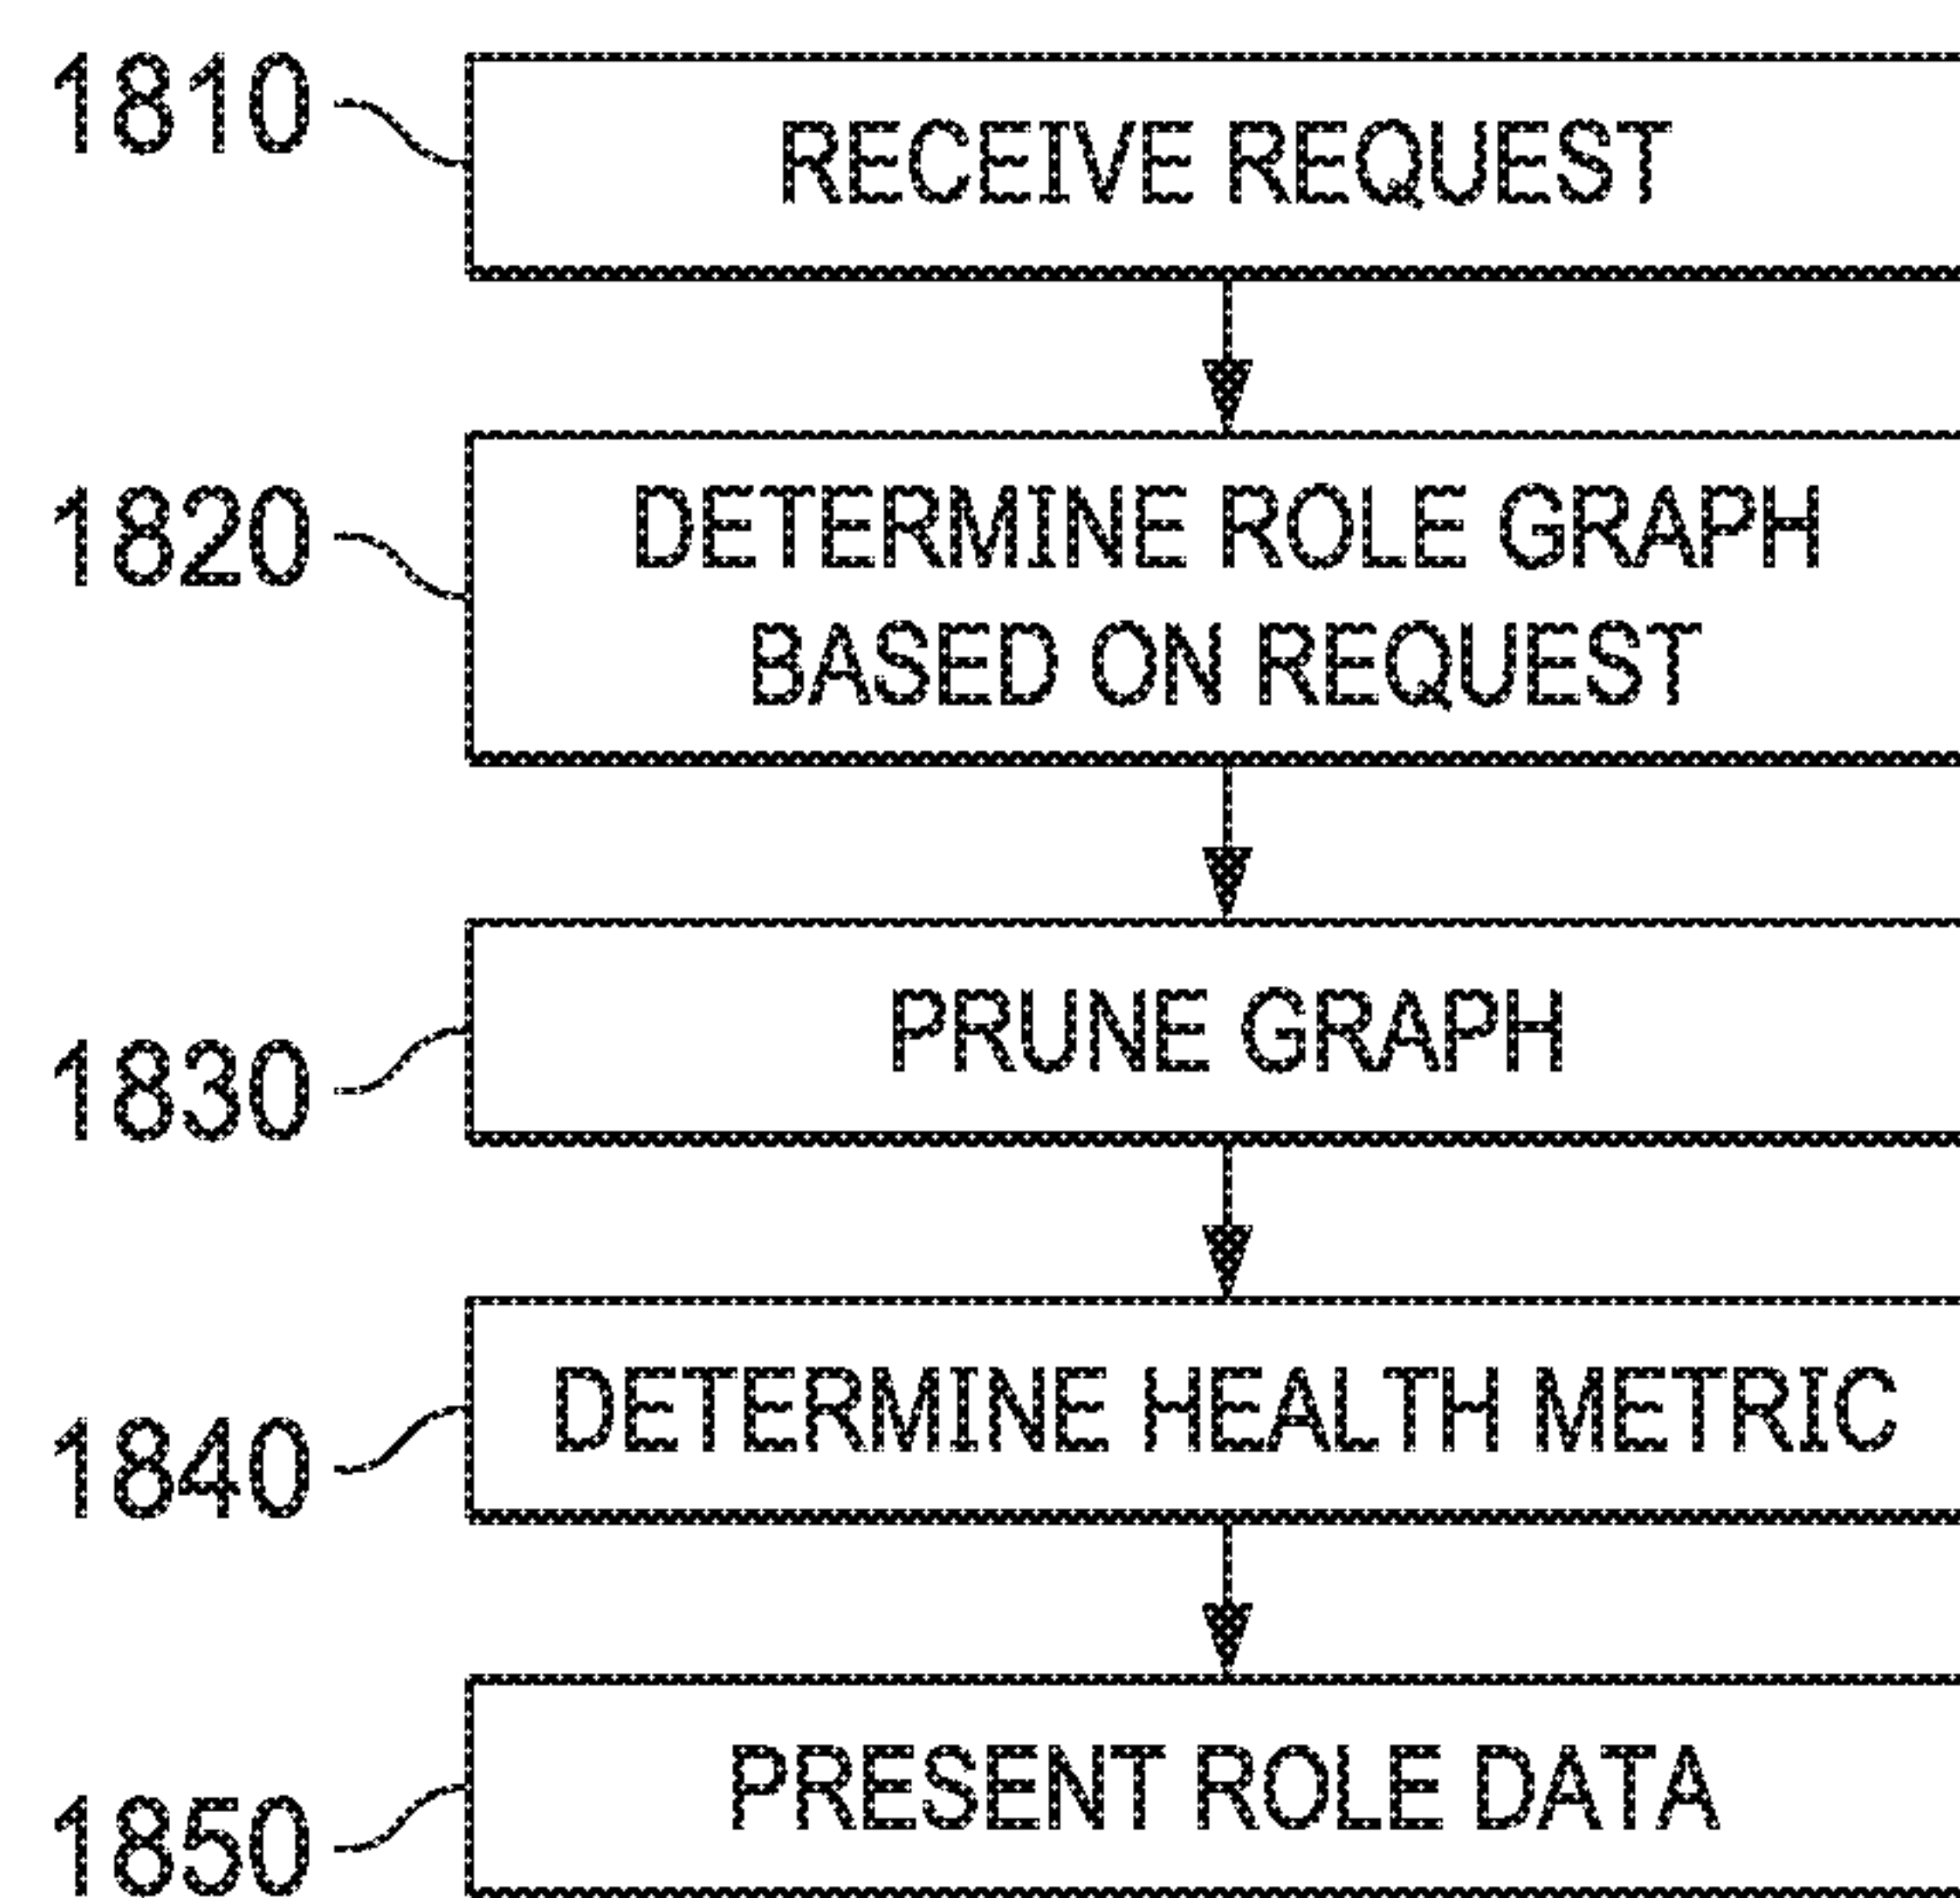 1810
RECEIVE REQUEST
1820
DETERMINE ROLE GRAPH
BASED ON REQUEST
1830
PRUNE GRAPH
1840
DETERMINE HEALTH METRIC
1850
PRESENT ROLE DATA